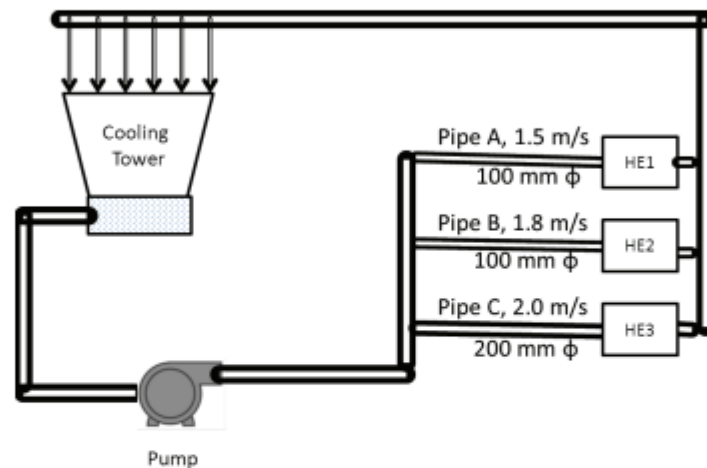 Cooling
Tower
Pipe A, 1.5 m/s
100 mm ϕ
HE1
Pipe B, 1.8 m/s
100 mm ϕ
HE2
Pipe C, 2.0 m/s
200 mm ϕ
HE3
Pump